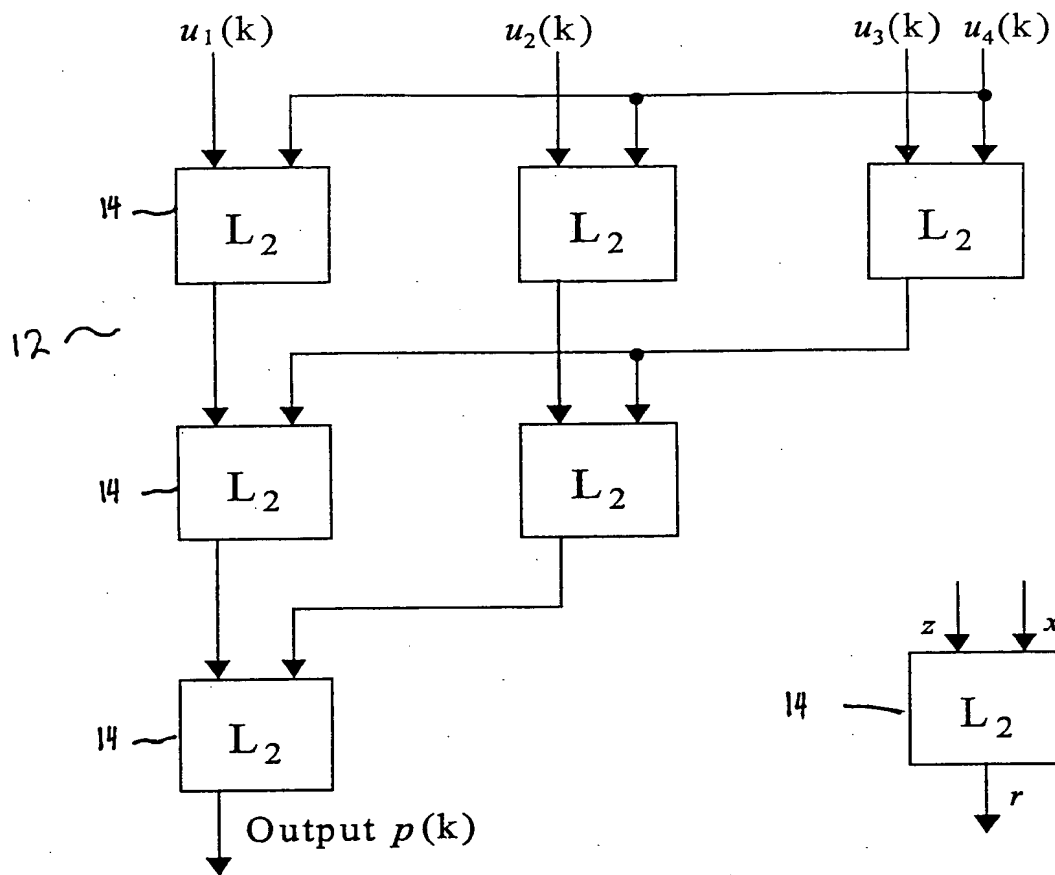 u₁(k) u₂(k) u₃(k) u₄(k)
14 L₂ L₂ L₂
12
14 L₂ L₂
z x
14 L₂
14 L₂
r
Output p(k)